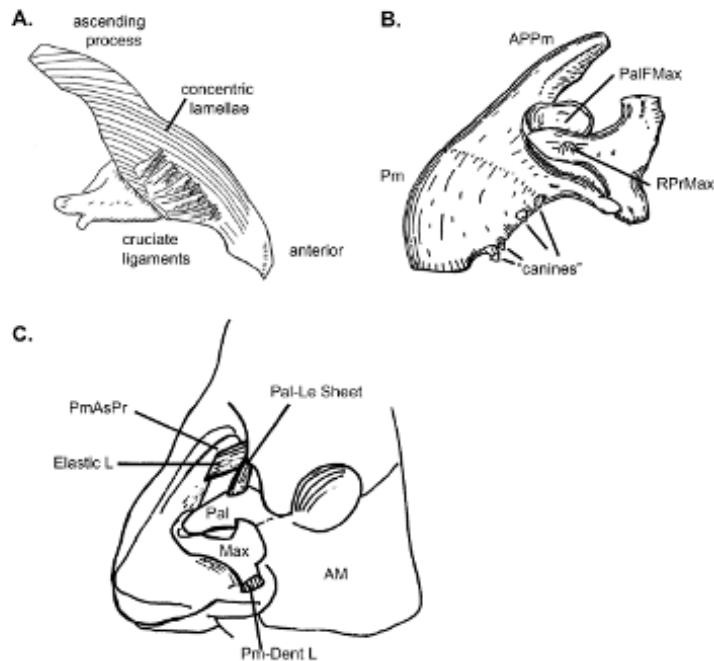 A.
ascending
process
concentric
lamellae
cruciate
ligaments
anterior
B.
APPm
PalFMax
Pm
RPrMax
"canines"
C.
Pal-Le Sheet
PmAsPr
Elastic L
Pal
Max
AM
Pm-Dent L